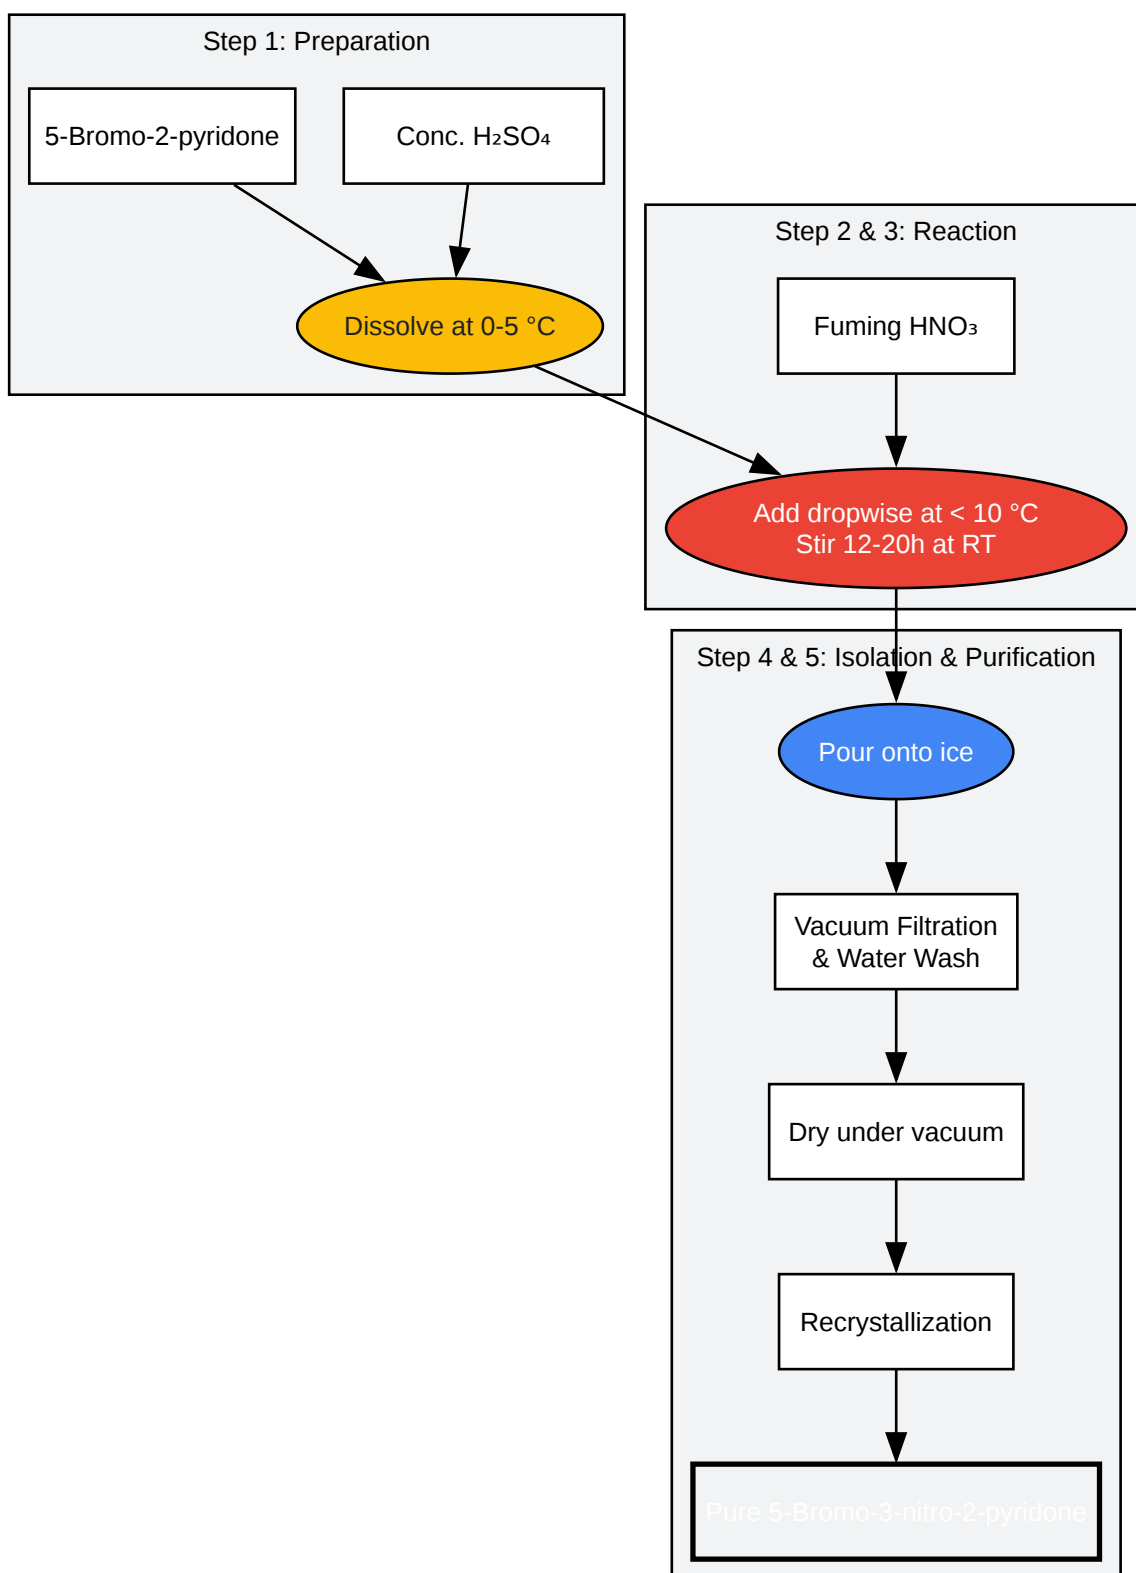 Step 1: Preparation
5-Bromo-2-pyridone
Conc. H₂SO₄
Dissolve at 0-5 °C
Step 2 & 3: Reaction
Fuming HNO₃
Add dropwise at < 10 °C
Stir 12-20h at RT
Step 4 & 5: Isolation & Purification
Pour onto ice
Vacuum Filtration
& Water Wash
Dry under vacuum
Recrystallization
Pure 5-Bromo-3-nitro-2-pyridone